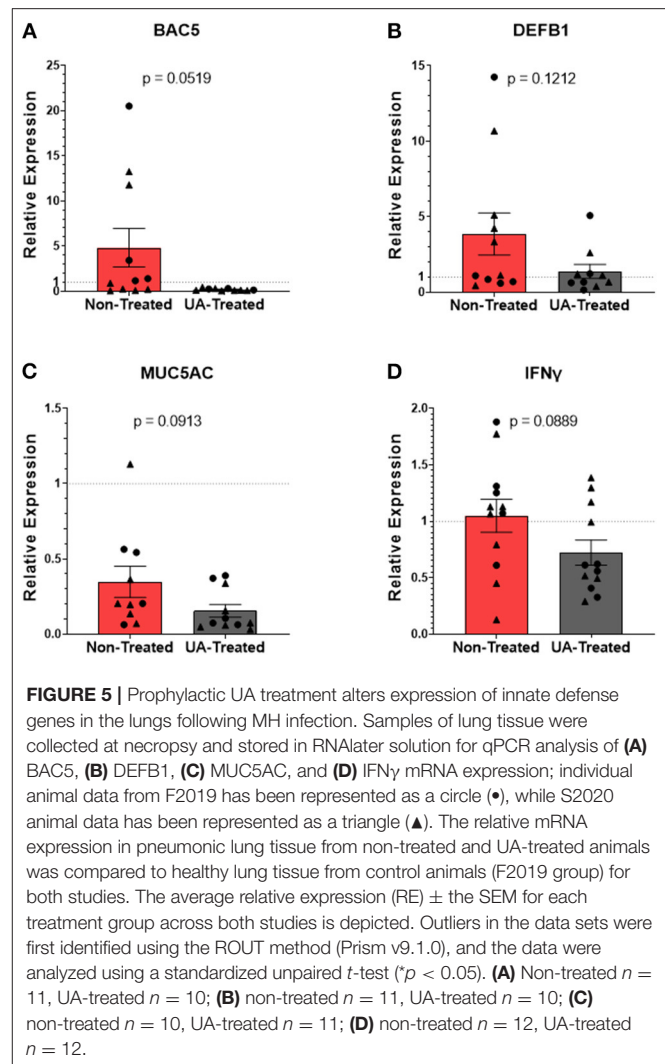 A
BAC5
Relative Expression
25
20
15
10
5
1
0
p = 0.0519
Non-Treated UA-Treated
B
DEFB1
Relative Expression
15
10
5
1
0
p = 0.1212
Non-Treated UA-Treated
C
MUC5AC
Relative Expression
1.5
1
0.5
0.0
p = 0.0913
Non-Treated UA-Treated
D
IFNγ
Relative Expression
2.0
1.5
1
0.5
0.0
p = 0.0889
Non-Treated UA-Treated
FIGURE 5 | Prophylactic UA treatment alters expression of innate defense
genes in the lungs following MH infection. Samples of lung tissue were
collected at necropsy and stored in RNAlater solution for qPCR analysis of (A)
BAC5, (B) DEFB1, (C) MUC5AC, and (D) IFNγ mRNA expression; individual
animal data from F2019 has been represented as a circle (●), while S2020
animal data has been represented as a triangle (▲). The relative mRNA
expression in pneumonic lung tissue from non-treated and UA-treated animals
was compared to healthy lung tissue from control animals (F2019 group) for
both studies. The average relative expression (RE) ± the SEM for each
treatment group across both studies is depicted. Outliers in the data sets were
first identified using the ROUT method (Prism v9.1.0), and the data were
analyzed using a standardized unpaired t-test (*p < 0.05). (A) Non-treated n =
11, UA-treated n = 10; (B) non-treated n = 11, UA-treated n = 10; (C)
non-treated n = 10, UA-treated n = 11; (D) non-treated n = 12, UA-treated
n = 12.